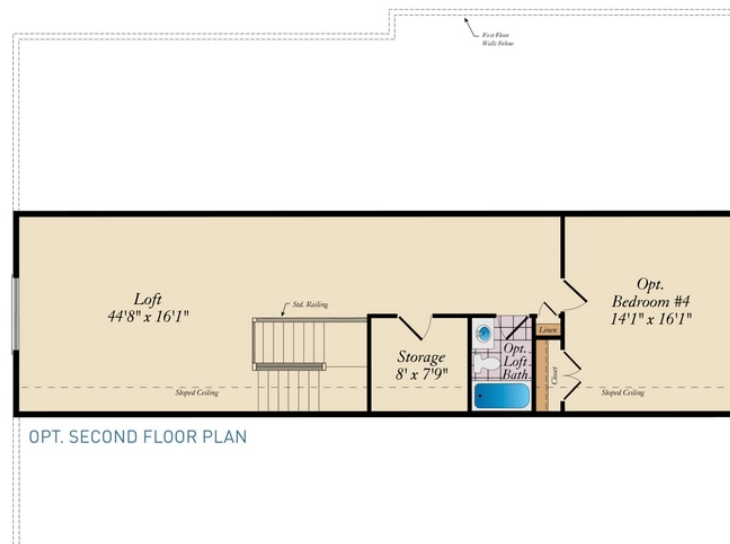 First Floor
Walls Below
Loft
44'8" x 16'1"
Std. Railing
Opt.
Bedroom #4
14'1" x 16'1"
Storage
8' x 7'9"
Opt.
Loft
Bath
Linen
Closet
Sloped Ceiling
Sloped Ceiling
OPT. SECOND FLOOR PLAN